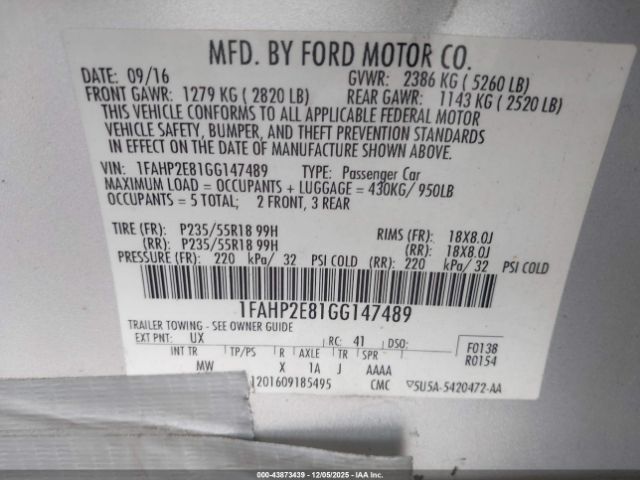 MFD. BY FORD MOTOR CO.
DATE: 09/16 GVWR: 2386 KG ( 5260 LB)
FRONT GAWR: 1279 KG ( 2820 LB) REAR GAWR: 1143 KG ( 2520 LB)
THIS VEHICLE CONFORMS TO ALL APPLICABLE FEDERAL MOTOR
VEHICLE SAFETY, BUMPER, AND THEFT PREVENTION STANDARDS
IN EFFECT ON THE DATE OF MANUFACTURE SHOWN ABOVE.
VIN: 1FAHP2E81GG147489 TYPE: Passenger Car
MAXIMUM LOAD = OCCUPANTS + LUGGAGE = 430KG/ 950LB
OCCUPANTS = 5 TOTAL: 2 FRONT, 3 REAR
TIRE (FR): P235/55R18 99H RIMS (FR): 18X8.0J
(RR): P235/55R18 99H (RR): 18X8.0J
PRESSURE (FR): 220 kPa/ 32 PSI COLD (RR): 220 kPa/ 32 PSI COLD
1FAHP2E81GG147489
TRAILER TOWING - SEE OWNER GUIDE
EXT PNT: UX RC: 41 DSO: F0138
INT TR TP/PS R AXLE TR SPR R0154
MW X 1A J AAAA
1201609185495 CMC 5U5A-5420472-AA
000-43873439 - 12/05/2025 - IAA Inc.